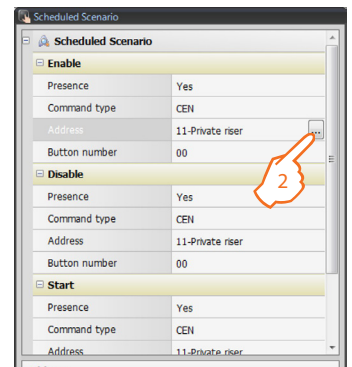 Scheduled Scenario
Scheduled Scenario
Enable
Presence Yes
Command type CEN
Address 11-Private riser ...
Button number 00
2
Disable
Presence Yes
Command type CEN
Address 11-Private riser
Button number 00
Start
Presence Yes
Command type CEN
Address 11-Private riser